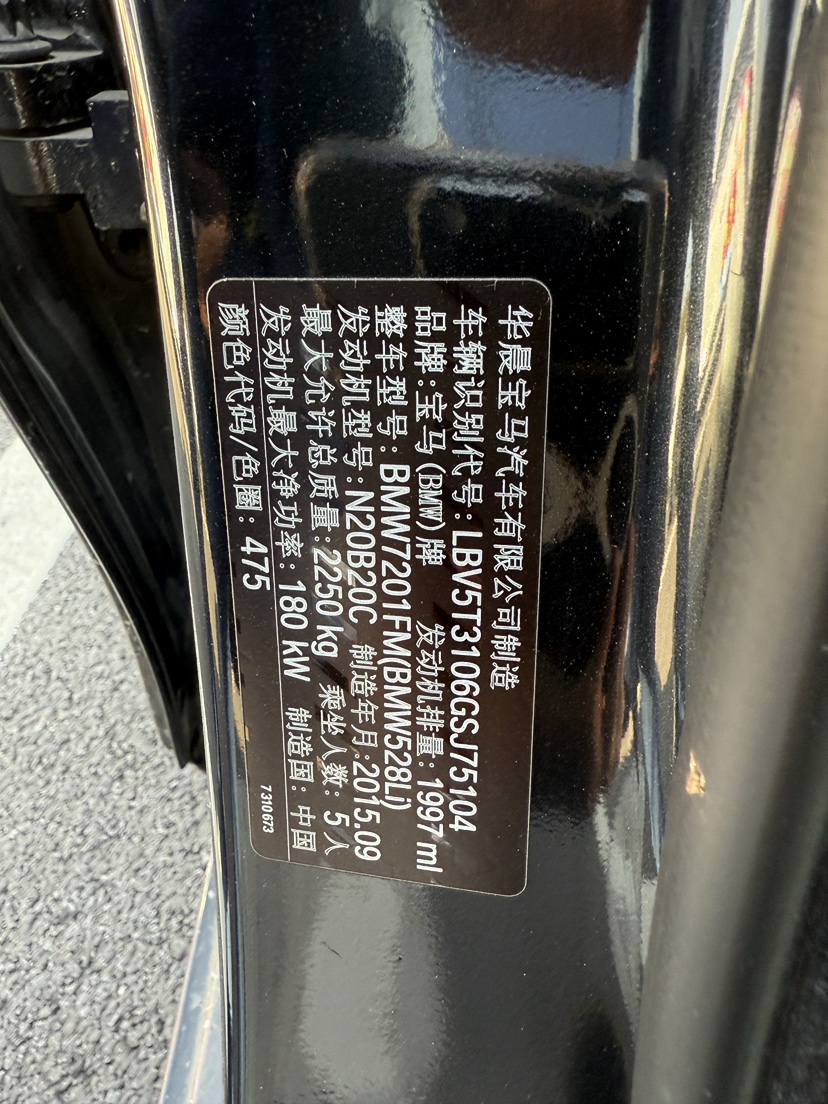 华晨宝马汽车有限公司制造
车辆识别代号: LBV5T3106GSJ75104
品牌:宝马(BMW)牌 发动机排量: 1997 ml
整车型号: BMW7201FM(BMW528Li)
发动机型号: N20B20C 制造年月:2015.09
最大允许总质量: 2250 kg 乘坐人数: 5人
发动机最大净功率: 180 kW 制造国: 中国
颜色代码/色圈: 475
7 310 673